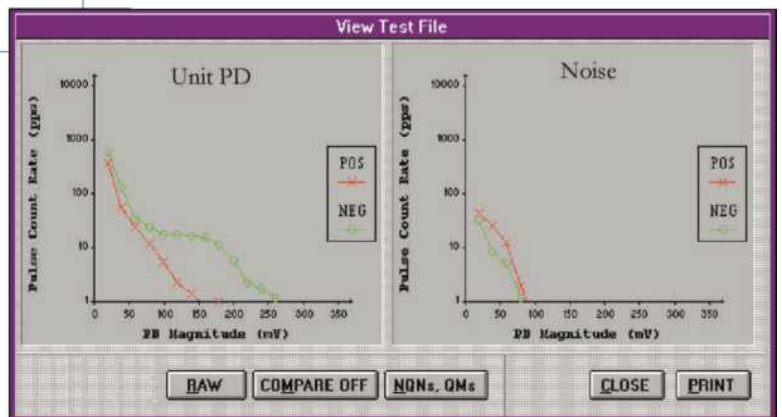 View Test File
Unit PD
Pulse Count Rate (pps)
10000
1000
100
10
1
0 50 100 150 200 250 300 350
PD Magnitude (mV)
POS
NEG
Noise
Pulse Count Rate (pps)
10000
1000
100
10
1
0 50 100 150 200 250 300 350
PD Magnitude (mV)
POS
NEG
RAW COMPARE OFF NQNs, QMs CLOSE PRINT